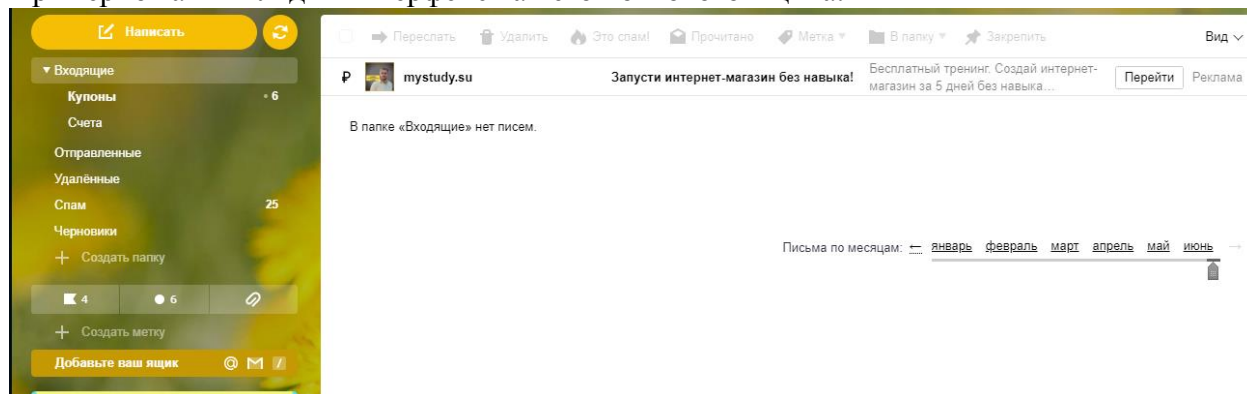 Написать
Переслать Удалить Это спам! Прочитано Метка В папку Закрепить Вид
Входящие
₽ mystudy.su Запусти интернет-магазин без навыка! Бесплатный тренинг. Создай интернет-
магазин за 5 дней без навыка... Перейти Реклама
Купоны 6
Счета
В папке «Входящие» нет писем.
Отправленные
Удалённые
Спам 25
Черновики
+ Создать папку
Письма по месяцам: ← январь февраль март апрель май июнь →
4 6
+ Создать метку
Добавьте ваш ящик @